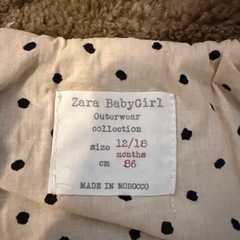 Zara BabyGirl
Outerwear
collection
size 12/18
months
cm 86
MADE IN MOROCCO